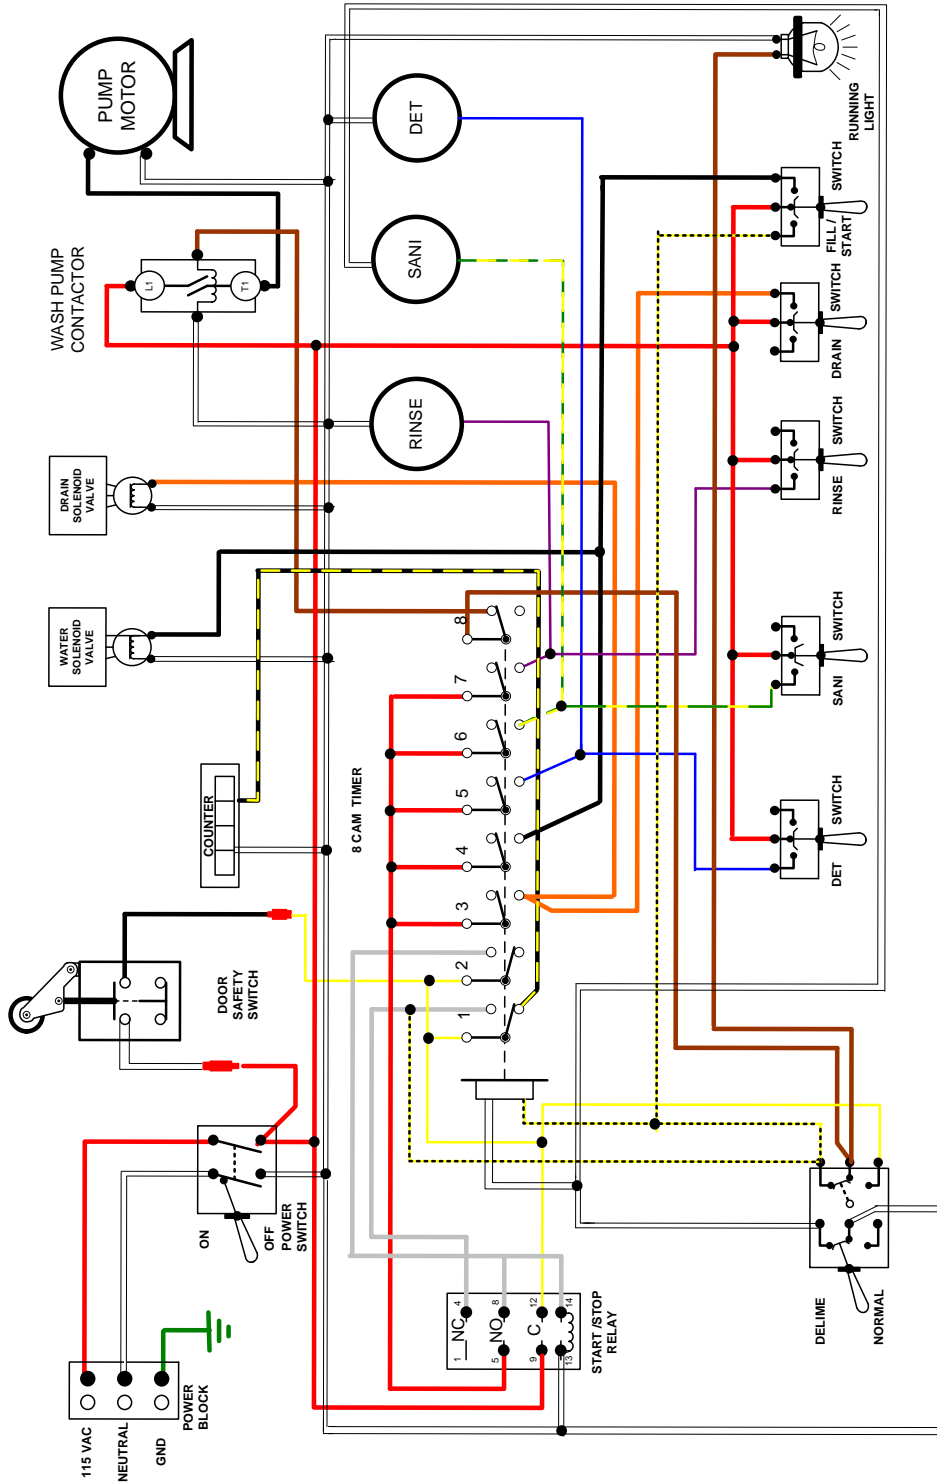 PUMP
MOTOR
WASH PUMP
CONTACTOR
L1
T1
DET
SANI
RINSE
RUNNING
LIGHT
FILL /
START
SWITCH
DRAIN
SWITCH
RINSE
SWITCH
SANI
SWITCH
DET
SWITCH
DRAIN
SOLENOID
VALVE
WATER
SOLENOID
VALVE
COUNTER
8 CAM TIMER
8
7
6
5
4
3
2
1
DOOR
SAFETY
SWITCH
ON
OFF
POWER
SWITCH
115 VAC
NEUTRAL
GND
POWER
BLOCK
1
NC
4
5
NO
8
9
C
12
13
14
START /STOP
RELAY
DELIME
NORMAL